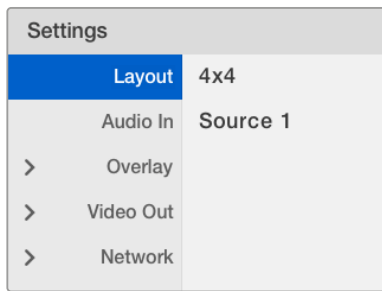 Settings
Layout 4x4
Audio In Source 1
Overlay
Video Out
Network